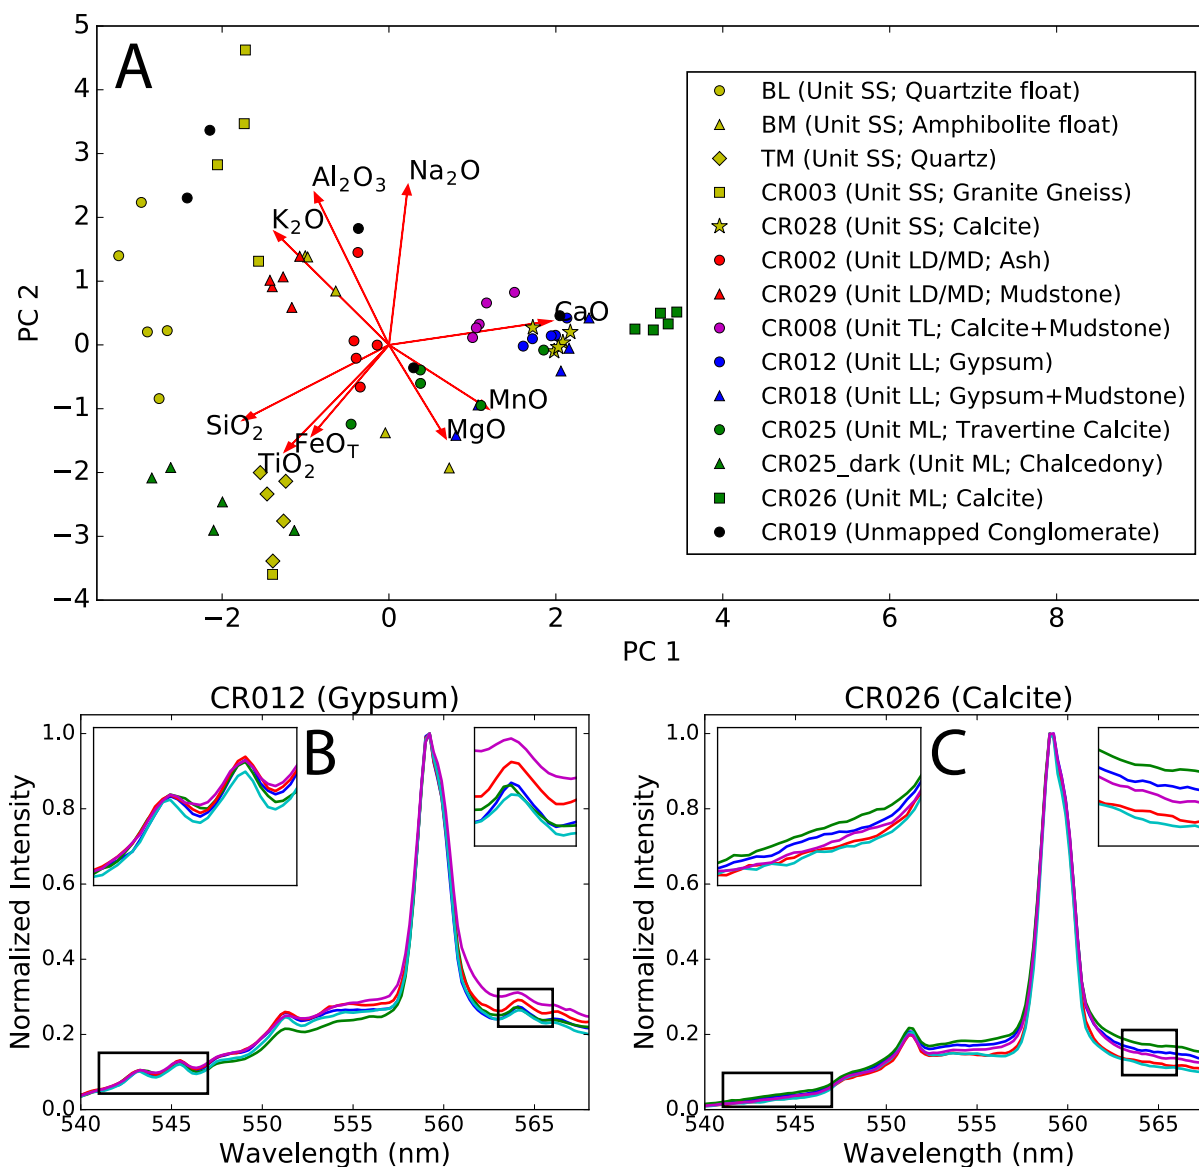 A
5
4
3
2
1
0
−1
−2
−3
−4
PC 2
−2
0
2
4
6
8
PC 1
Al₂O₃
Na₂O
K₂O
CaO
MnO
MgO
SiO₂
FeO_T
TiO₂
BL (Unit SS; Quartzite float)
BM (Unit SS; Amphibolite float)
TM (Unit SS; Quartz)
CR003 (Unit SS; Granite Gneiss)
CR028 (Unit SS; Calcite)
CR002 (Unit LD/MD; Ash)
CR029 (Unit LD/MD; Mudstone)
CR008 (Unit TL; Calcite+Mudstone)
CR012 (Unit LL; Gypsum)
CR018 (Unit LL; Gypsum+Mudstone)
CR025 (Unit ML; Travertine Calcite)
CR025_dark (Unit ML; Chalcedony)
CR026 (Unit ML; Calcite)
CR019 (Unmapped Conglomerate)
CR012 (Gypsum)
B
1.0
0.8
0.6
0.4
0.2
0.0
Normalized Intensity
540
545
550
555
560
565
Wavelength (nm)
CR026 (Calcite)
C
1.0
0.8
0.6
0.4
0.2
0.0
Normalized Intensity
540
545
550
555
560
565
Wavelength (nm)